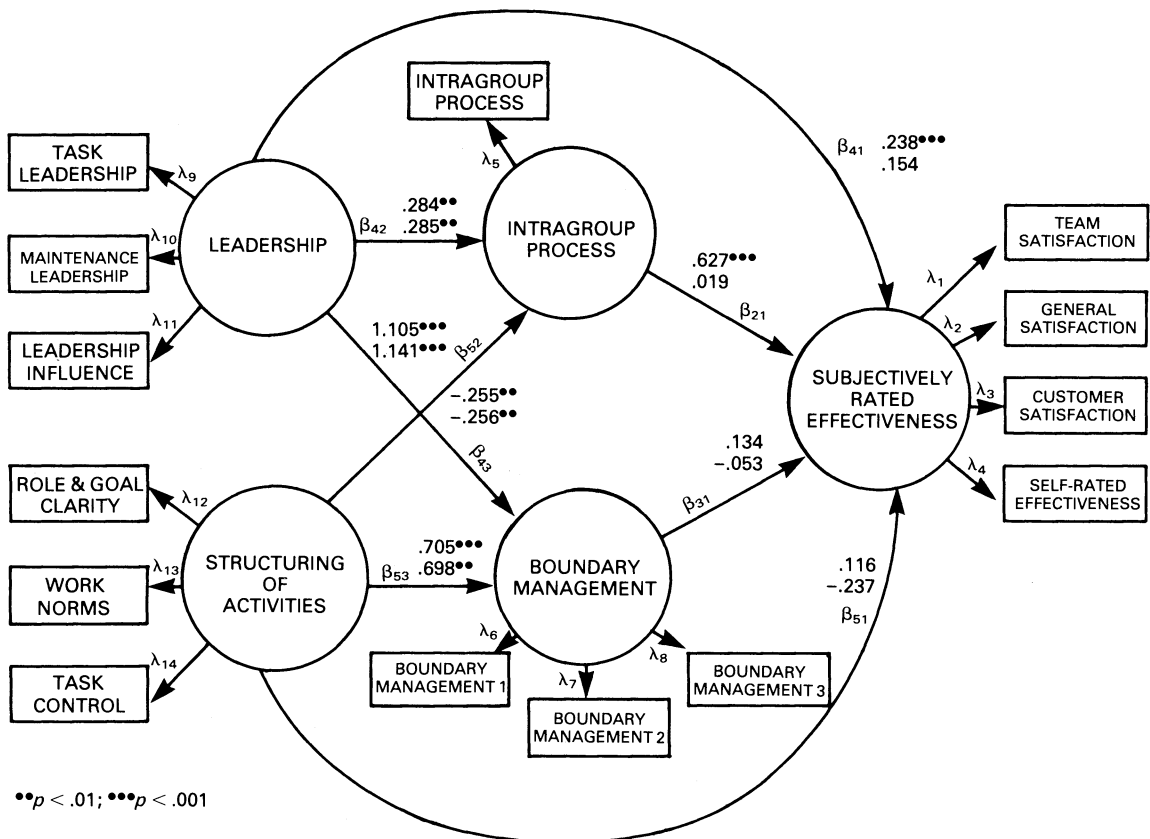 INTRAGROUP
PROCESS
TASK
LEADERSHIP
λ9
λ5
β41 .238•••
.154
MAINTENANCE
LEADERSHIP
λ10
LEADERSHIP
β42 .284••
.285••
INTRAGROUP
PROCESS
TEAM
SATISFACTION
λ1
LEADERSHIP
INFLUENCE
λ11
.627•••
.019
β21
GENERAL
SATISFACTION
λ2
1.105•••
1.141•••
β52
SUBJECTIVELY
RATED
EFFECTIVENESS
λ3
CUSTOMER
SATISFACTION
-.255••
-.256••
β43
.134
-.053
β31
λ4
SELF-RATED
EFFECTIVENESS
ROLE & GOAL
CLARITY
λ12
WORK
NORMS
λ13
STRUCTURING
OF
ACTIVITIES
β53 .705•••
.698••
BOUNDARY
MANAGEMENT
.116
-.237
β51
TASK
CONTROL
λ14
λ6
BOUNDARY
MANAGEMENT 1
λ7
BOUNDARY
MANAGEMENT 2
λ8
BOUNDARY
MANAGEMENT 3
••p < .01; •••p < .001